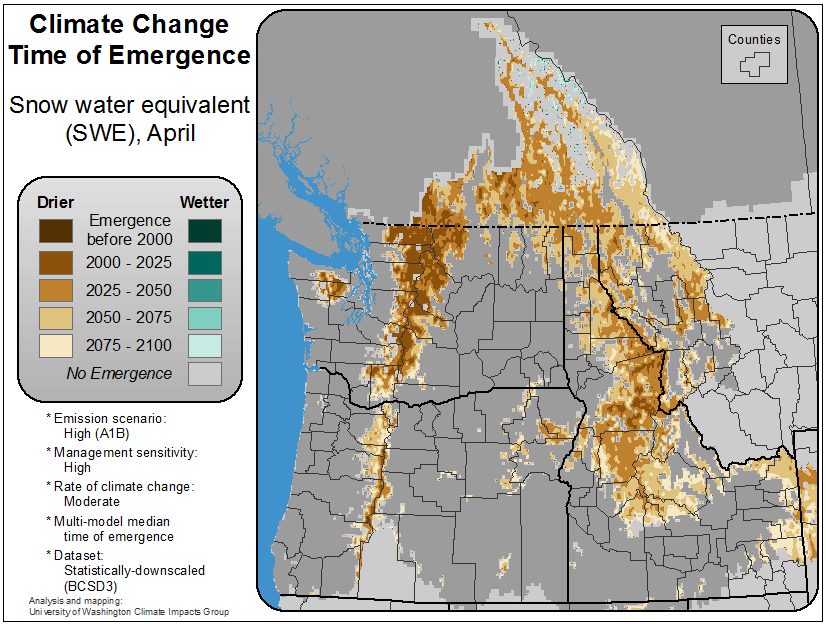 Climate Change
Time of Emergence
Snow water equivalent
(SWE), April
Drier
Wetter
Emergence
before 2000
2000 - 2025
2025 - 2050
2050 - 2075
2075 - 2100
No Emergence
* Emission scenario:
High (A1B)
* Management sensitivity:
High
* Rate of climate change:
Moderate
* Multi-model median
time of emergence
* Dataset:
Statistically-downscaled
(BCSD3)
Analysis and mapping:
University of Washington Climate Impacts Group
Counties